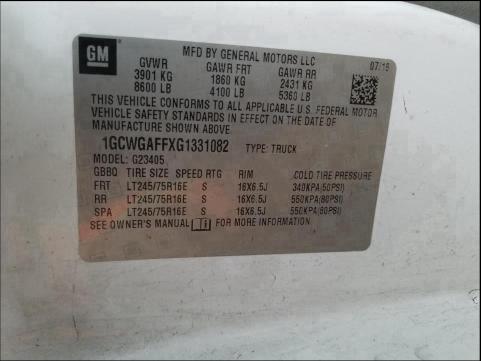 GM
MFD BY GENERAL MOTORS LLC
07/15
GVWR GAWR FRT GAWR RR
3901 KG 1860 KG 2431 KG
8600 LB 4100 LB 5360 LB
THIS VEHICLE CONFORMS TO ALL APPLICABLE U.S. FEDERAL MOTOR
VEHICLE SAFETY STANDARDS IN EFFECT ON THE DATE OF
MANUFACTURE SHOWN ABOVE.
1GCWGAFFXG1331082 TYPE: TRUCK
MODEL: G23405
GBBQ TIRE SIZE SPEED RTG RIM COLD TIRE PRESSURE
FRT LT245/75R16E S 16X6.5J 340KPA(50PSI)
RR LT245/75R16E S 16X6.5J 550KPA(80PSI)
SPA LT245/75R16E S 16X6.5J 550KPA(80PSI)
SEE OWNER'S MANUAL FOR MORE INFORMATION.